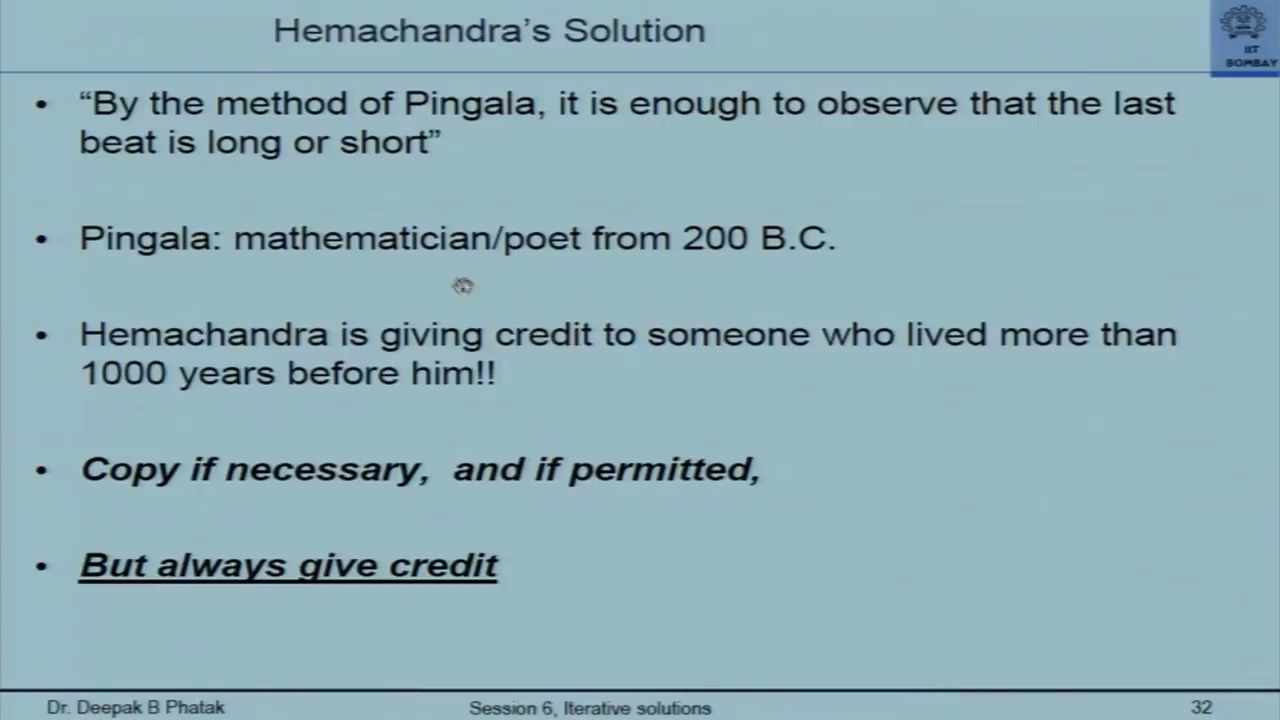 Hemachandra's Solution
IIT
BOMBAY
• “By the method of Pingala, it is enough to observe that the last
beat is long or short”
• Pingala: mathematician/poet from 200 B.C.
• Hemachandra is giving credit to someone who lived more than
1000 years before him!!
• Copy if necessary, and if permitted,
• But always give credit
Dr. Deepak B Phatak
Session 6, Iterative solutions
32